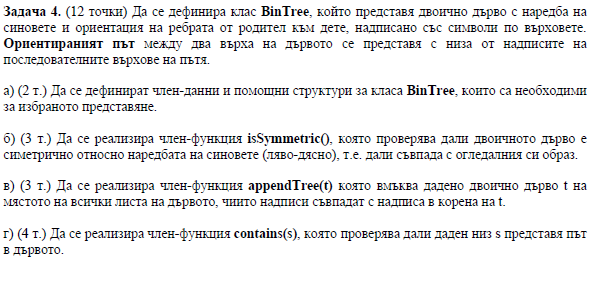 Задача 4. (12 точки) Да се дефинира клас BinTree, който представя двоично дърво с наредба на
синовете и ориентация на ребрата от родител към дете, надписано със символи по върховете.
Ориентираният път между два върха на дървото се представя с низа от надписите на
последователните върхове на пътя.
а) (2 т.) Да се дефинират член-данни и помощни структури за класа BinTree, които са необходими
за избраното представяне.
б) (3 т.) Да се реализира член-функция isSymmetric(), която проверява дали двоичното дърво е
симетрично относно наредбата на синовете (ляво-дясно), т.е. дали съвпада с огледалния си образ.
в) (3 т.) Да се реализира член-функция appendTree(t) която вмъква дадено двоично дърво t на
мястото на всички листа на дървото, чиито надписи съвпадат с надписа в корена на t.
г) (4 т.) Да се реализира член-функция contains(s), която проверява дали даден низ s представя път
в дървото.